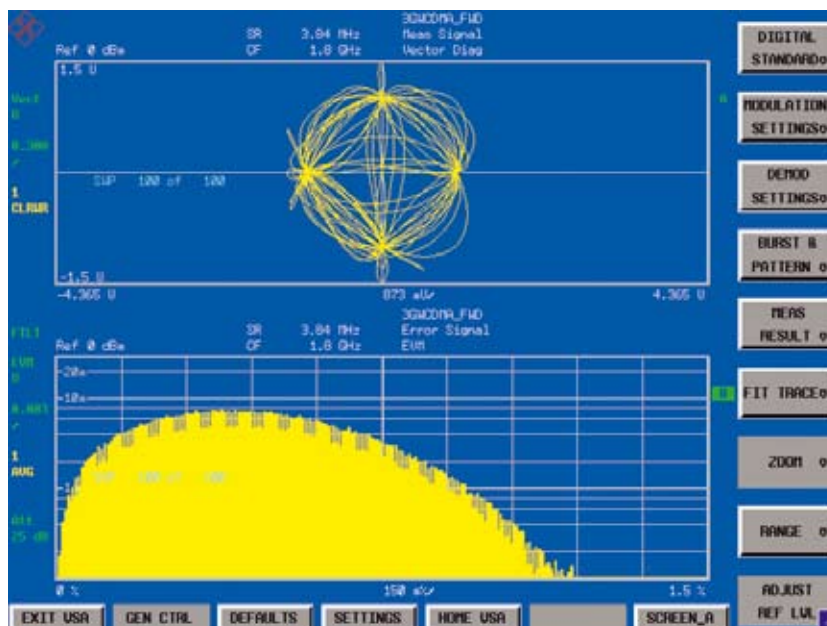 3GWCDMA_FWD
SR 3.84 MHz Meas Signal
Ref 0 dBm CF 1.8 GHz Vector Diag
1.5 U
SWP 100 of 100
1
CLRWR
-1.5 U
-4.365 U 873 mU/ 4.365 U
3GWCDMA_FWD
FILT SR 3.84 MHz Error Signal
Ref 0 dBm CF 1.8 GHz EVM
EVM
1
AVG
Att
25 dB
0 % 150 mU/ 1.5 %
DIGITAL
STANDARD
MODULATION
SETTINGS
DEMOD
SETTINGS
BURST &
PATTERN
MEAS
RESULT
FIT TRACE
ZOOM
RANGE
ADJUST
REF LVL
EXIT VSA GEN CTRL DEFAULTS SETTINGS HOME VSA SCREEN_A